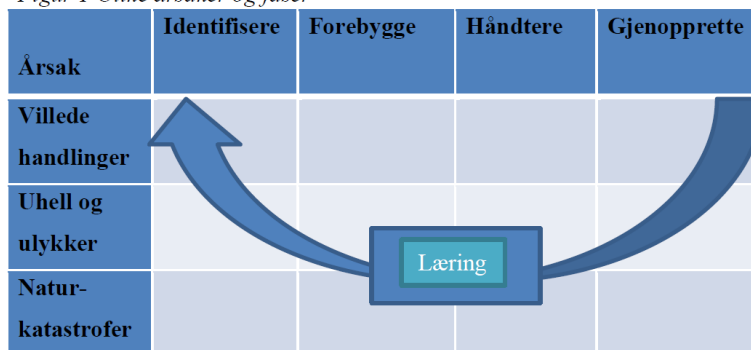 Identifisere Forebygge Håndtere Gjenopprette
Årsak
Villede
handlinger
Uhell og
ulykker
Læring
Natur-
katastrofer